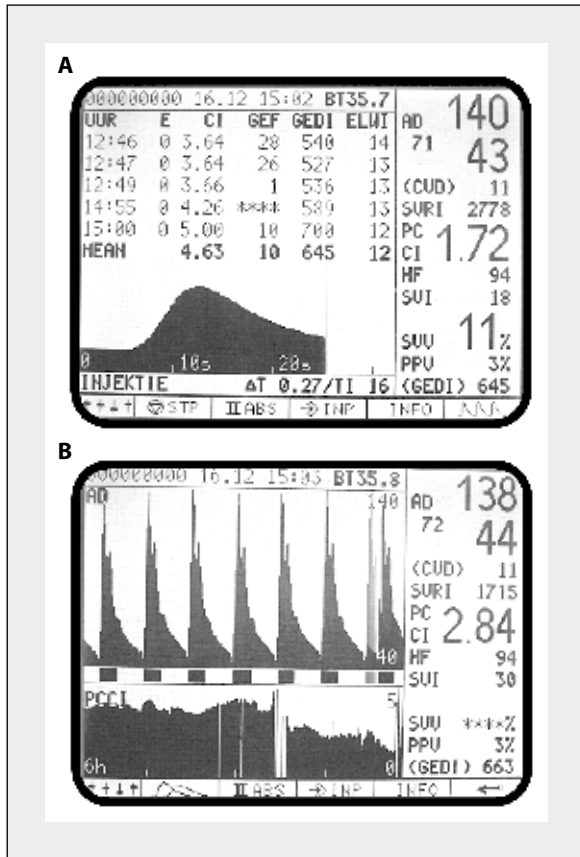 A
000000000 16.12 15:02 BT35.7
UUR E CI GEF GEDI ELWI
12:46 0 3.64 28 540 14
12:47 0 3.64 26 527 13
12:49 0 3.66 1 536 13
14:55 0 4.26 **** 589 13
15:00 0 5.00 10 700 12
MEAN 4.63 10 645 12
0 10s 20s
INJEKTIE ΔT 0.27/TI 16
STP ABS INP INFO
AD 140
71 43
(CVD) 11
SVRI 2778
PC
CI 1.72
HF 94
SVI 18
SVV 11%
PPV 3%
(GEDI) 645
B
000000000 16.12 15:03 BT35.8
AD 140
40
PCCI 5
6h 0
ABS INP INFO
AD 138
72 44
(CVD) 11
SVRI 1715
PC
CI 2.84
HF 94
SVI 30
SVV ****%
PPV 3%
(GEDI) 663